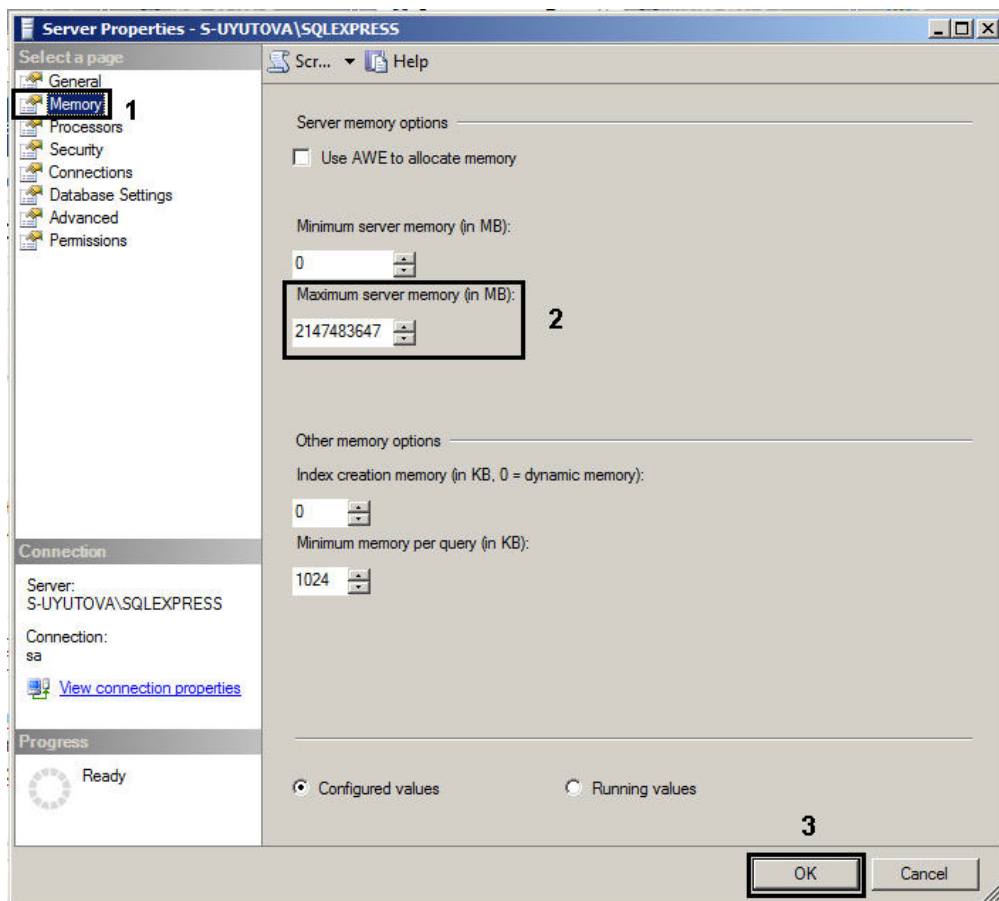 Server Properties - S-UYUTOVA\SQLEXPRESS
Select a page
General
Memory
1
Processors
Security
Connections
Database Settings
Advanced
Permissions
Scr...
Help
Server memory options
Use AWE to allocate memory
Minimum server memory (in MB):
0
Maximum server memory (in MB):
2147483647
2
Other memory options
Index creation memory (in KB, 0 = dynamic memory):
0
Minimum memory per query (in KB):
1024
Connection
Server:
S-UYUTOVA\SQLEXPRESS
Connection:
sa
View connection properties
Progress
Ready
Configured values
Running values
3
OK
Cancel